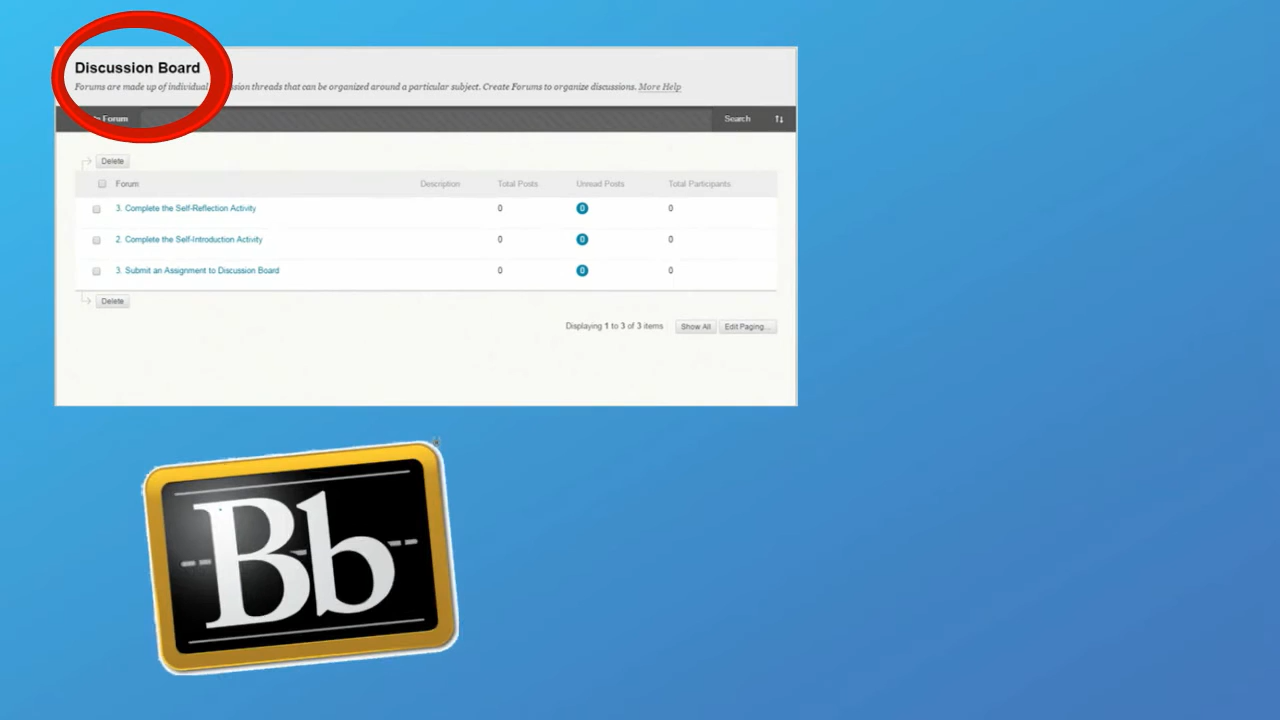 Discussion Board
Forums are made up of individual sion threads that can be organized around a particular subject. Create Forums to organize discussions. More Help
Forum Search
Delete
Forum Description Total Posts Unread Posts Total Participants
3. Complete the Self-Reflection Activity 0 0 0
2. Complete the Self-Introduction Activity 0 0 0
3. Submit an Assignment to Discussion Board 0 0 0
Delete
Displaying 1 to 3 of 3 items Show All Edit Paging...
Bb